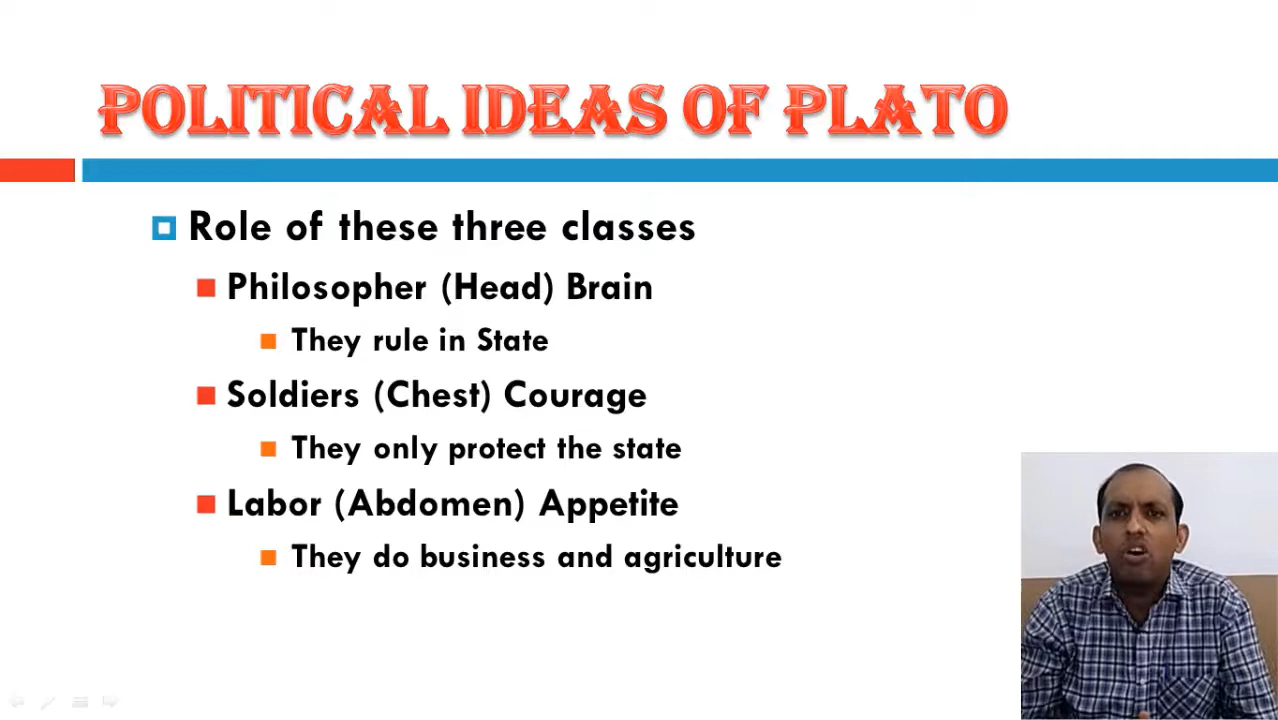 POLITICAL IDEAS OF PLATO
Role of these three classes
Philosopher (Head) Brain
They rule in State
Soldiers (Chest) Courage
They only protect the state
Labor (Abdomen) Appetite
They do business and agriculture